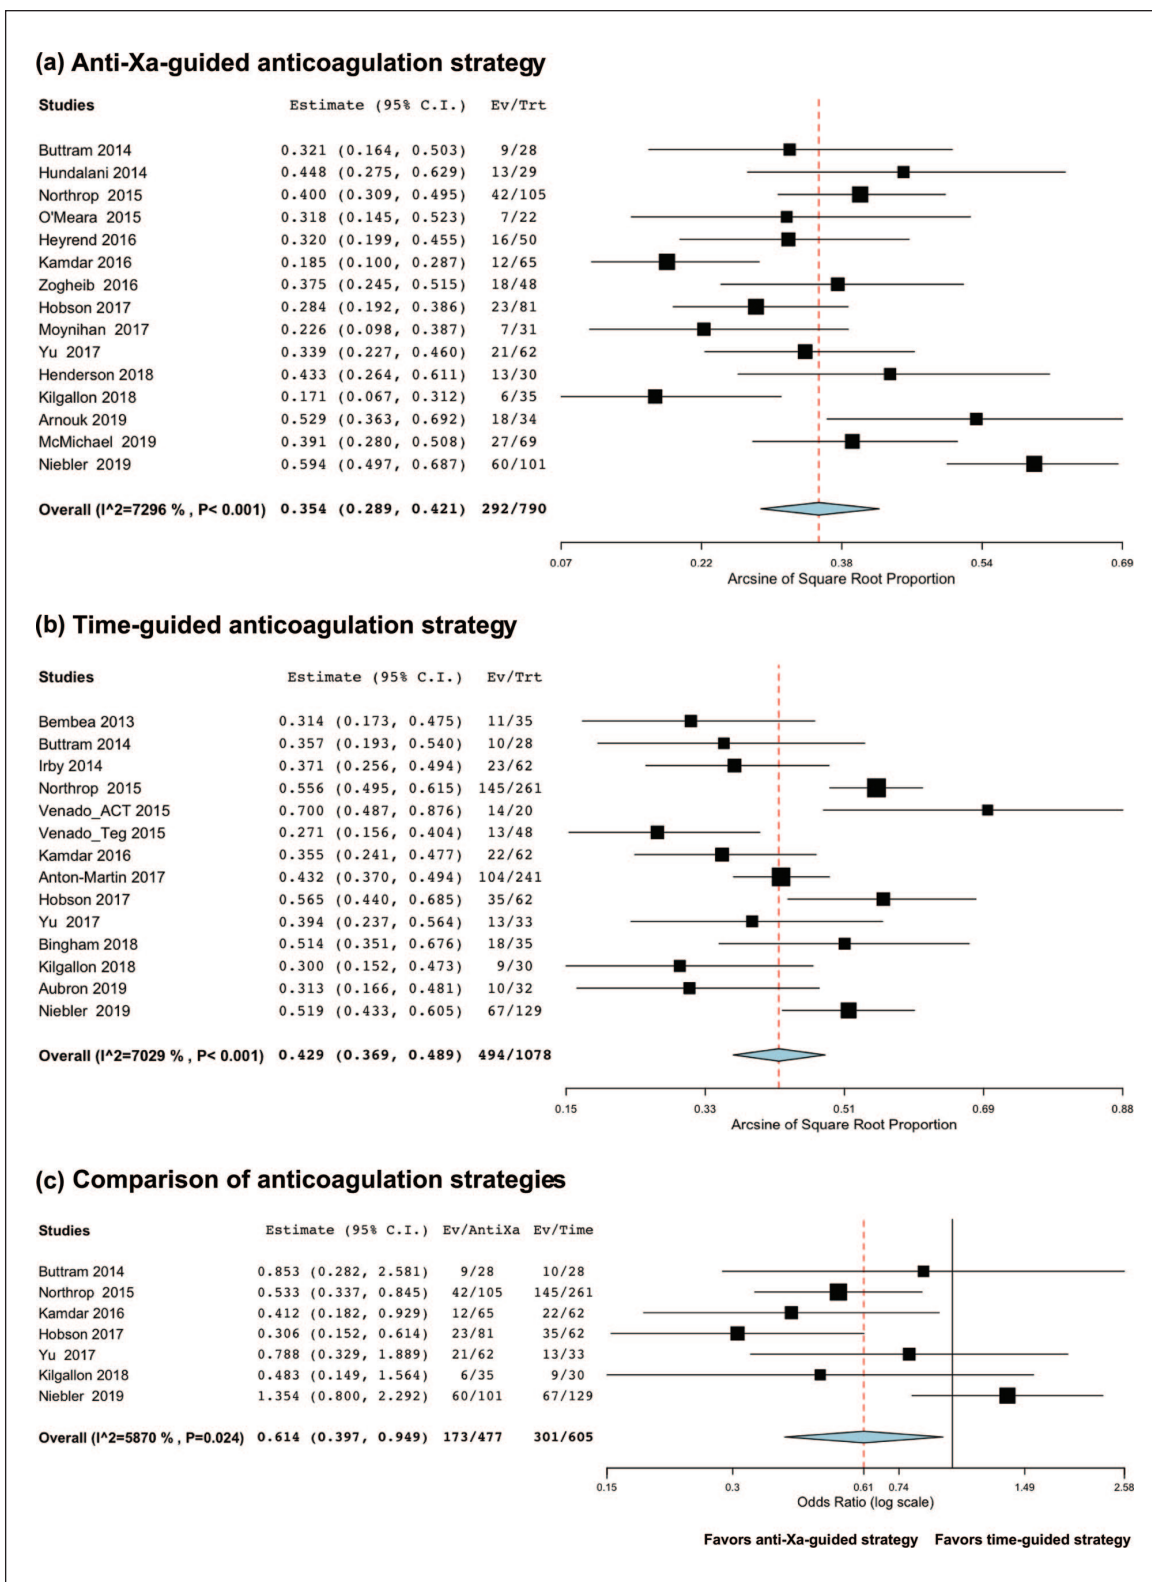 (a) Anti-Xa-guided anticoagulation strategy
Studies Estimate (95% C.I.) Ev/Trt
Buttram 2014 0.321 (0.164, 0.503) 9/28
Hundalani 2014 0.448 (0.275, 0.629) 13/29
Northrop 2015 0.400 (0.309, 0.495) 42/105
O'Meara 2015 0.318 (0.145, 0.523) 7/22
Heyrend 2016 0.320 (0.199, 0.455) 16/50
Kamdar 2016 0.185 (0.100, 0.287) 12/65
Zogheib 2016 0.375 (0.245, 0.515) 18/48
Hobson 2017 0.284 (0.192, 0.386) 23/81
Moynihan 2017 0.226 (0.098, 0.387) 7/31
Yu 2017 0.339 (0.227, 0.460) 21/62
Henderson 2018 0.433 (0.264, 0.611) 13/30
Kilgallon 2018 0.171 (0.067, 0.312) 6/35
Arnouk 2019 0.529 (0.363, 0.692) 18/34
McMichael 2019 0.391 (0.280, 0.508) 27/69
Niebler 2019 0.594 (0.497, 0.687) 60/101
Overall (I^2=7296 % , P< 0.001) 0.354 (0.289, 0.421) 292/790
0.07 0.22 0.38 0.54 0.69
Arcsine of Square Root Proportion
(b) Time-guided anticoagulation strategy
Studies Estimate (95% C.I.) Ev/Trt
Bembea 2013 0.314 (0.173, 0.475) 11/35
Buttram 2014 0.357 (0.193, 0.540) 10/28
Irby 2014 0.371 (0.256, 0.494) 23/62
Northrop 2015 0.556 (0.495, 0.615) 145/261
Venado_ACT 2015 0.700 (0.487, 0.876) 14/20
Venado_Teg 2015 0.271 (0.156, 0.404) 13/48
Kamdar 2016 0.355 (0.241, 0.477) 22/62
Anton-Martin 2017 0.432 (0.370, 0.494) 104/241
Hobson 2017 0.565 (0.440, 0.685) 35/62
Yu 2017 0.394 (0.237, 0.564) 13/33
Bingham 2018 0.514 (0.351, 0.676) 18/35
Kilgallon 2018 0.300 (0.152, 0.473) 9/30
Aubron 2019 0.313 (0.166, 0.481) 10/32
Niebler 2019 0.519 (0.433, 0.605) 67/129
Overall (I^2=7029 % , P< 0.001) 0.429 (0.369, 0.489) 494/1078
0.15 0.33 0.51 0.69 0.88
Arcsine of Square Root Proportion
(c) Comparison of anticoagulation strategies
Studies Estimate (95% C.I.) Ev/AntiXa Ev/Time
Buttram 2014 0.853 (0.282, 2.581) 9/28 10/28
Northrop 2015 0.533 (0.337, 0.845) 42/105 145/261
Kamdar 2016 0.412 (0.182, 0.929) 12/65 22/62
Hobson 2017 0.306 (0.152, 0.614) 23/81 35/62
Yu 2017 0.788 (0.329, 1.889) 21/62 13/33
Kilgallon 2018 0.483 (0.149, 1.564) 6/35 9/30
Niebler 2019 1.354 (0.800, 2.292) 60/101 67/129
Overall (I^2=5870 % , P=0.024) 0.614 (0.397, 0.949) 173/477 301/605
0.15 0.3 0.61 0.74 1.49 2.58
Odds Ratio (log scale)
Favors anti-Xa-guided strategy Favors time-guided strategy